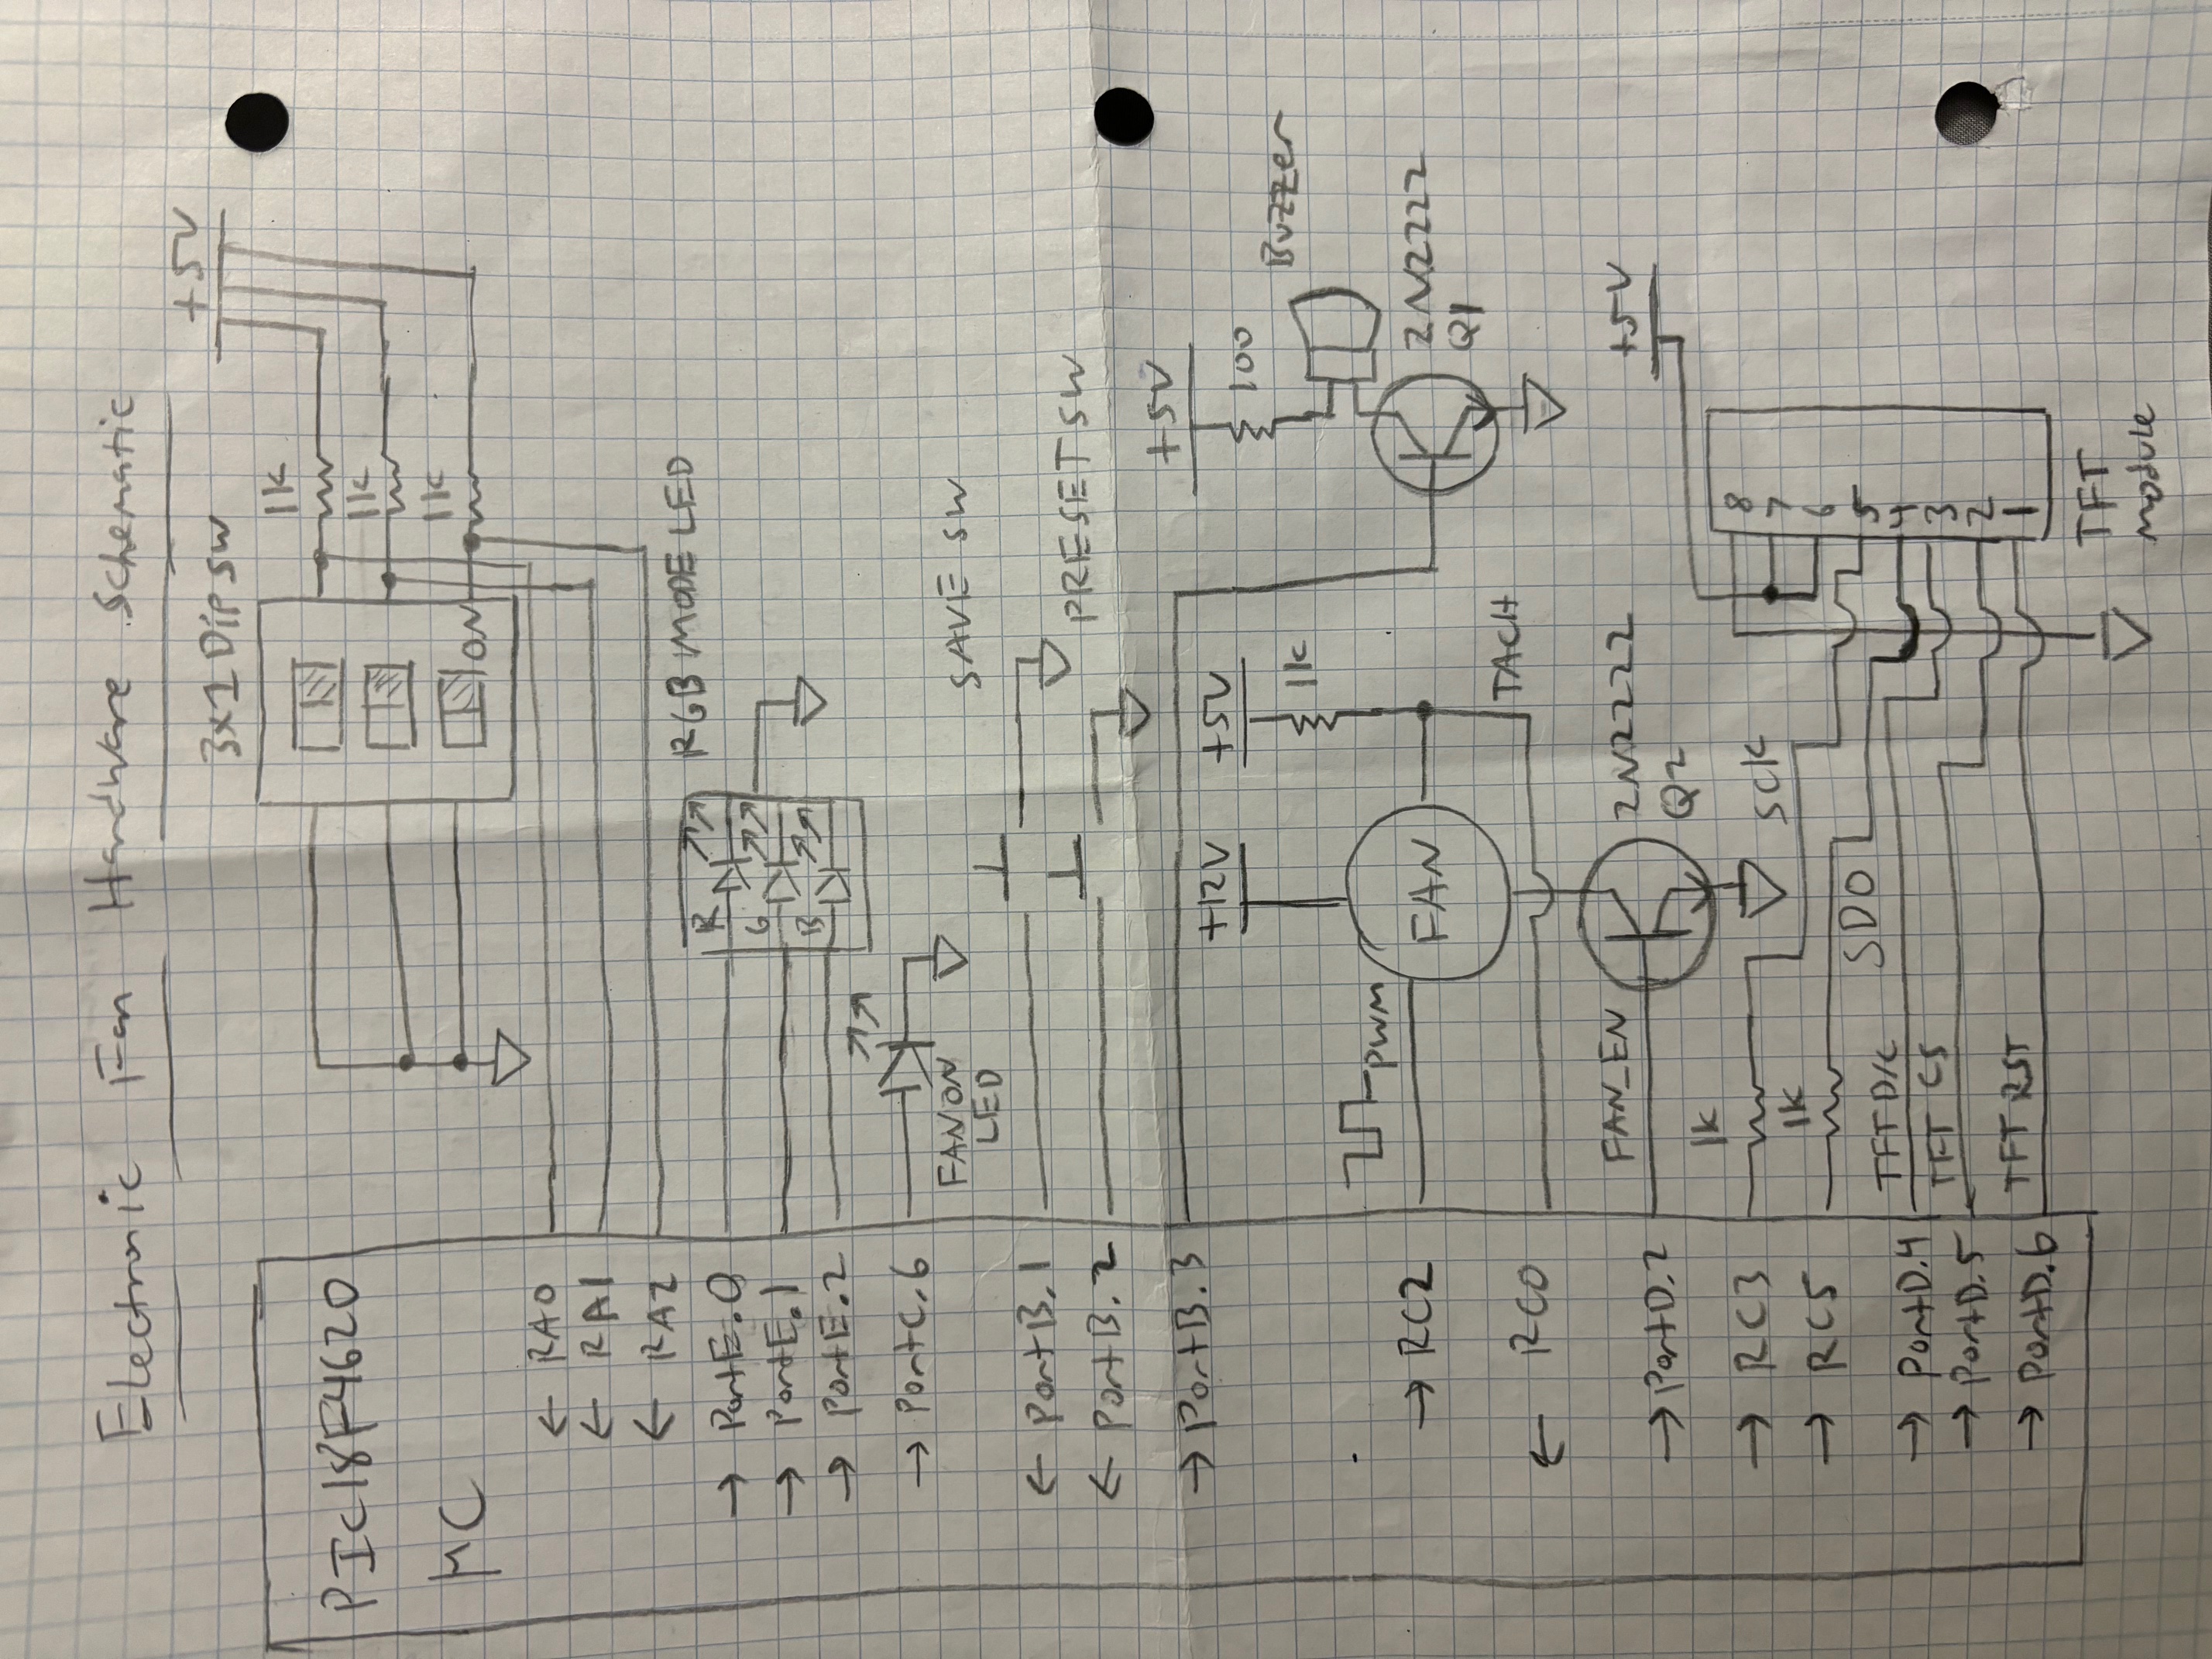 Electronic Fan Hardware Schematic
+5V
3x1 Dip SW
1k
PIC18F4620
1k
μC
1k
ON
← RA0
← RA1
← RA2
RGB MODE LED
→ PortE.0
R
→ PortE.1
G
→ PortE.2
B
→ PortC.6
FAN ON
LED
SAVE SW
← PortB.1
PRESET SW
← PortB.2
→ PortB.3
+12V
+5V
+5V
100
1k
Buzzer
PWM
→ RC2
FAN
2N2222
Q1
TACH
← RC0
FAN_EN
2N2222
Q2
→ PortD.2
+5V
1k
→ RC3
SCK
8
7
1k
→ RC5
6
SDO
5
TFT D/C
→ PortD.4
4
TFT CS
3
→ PortD.5
2
TFT RST
→ PortD.6
1
TFT
Module